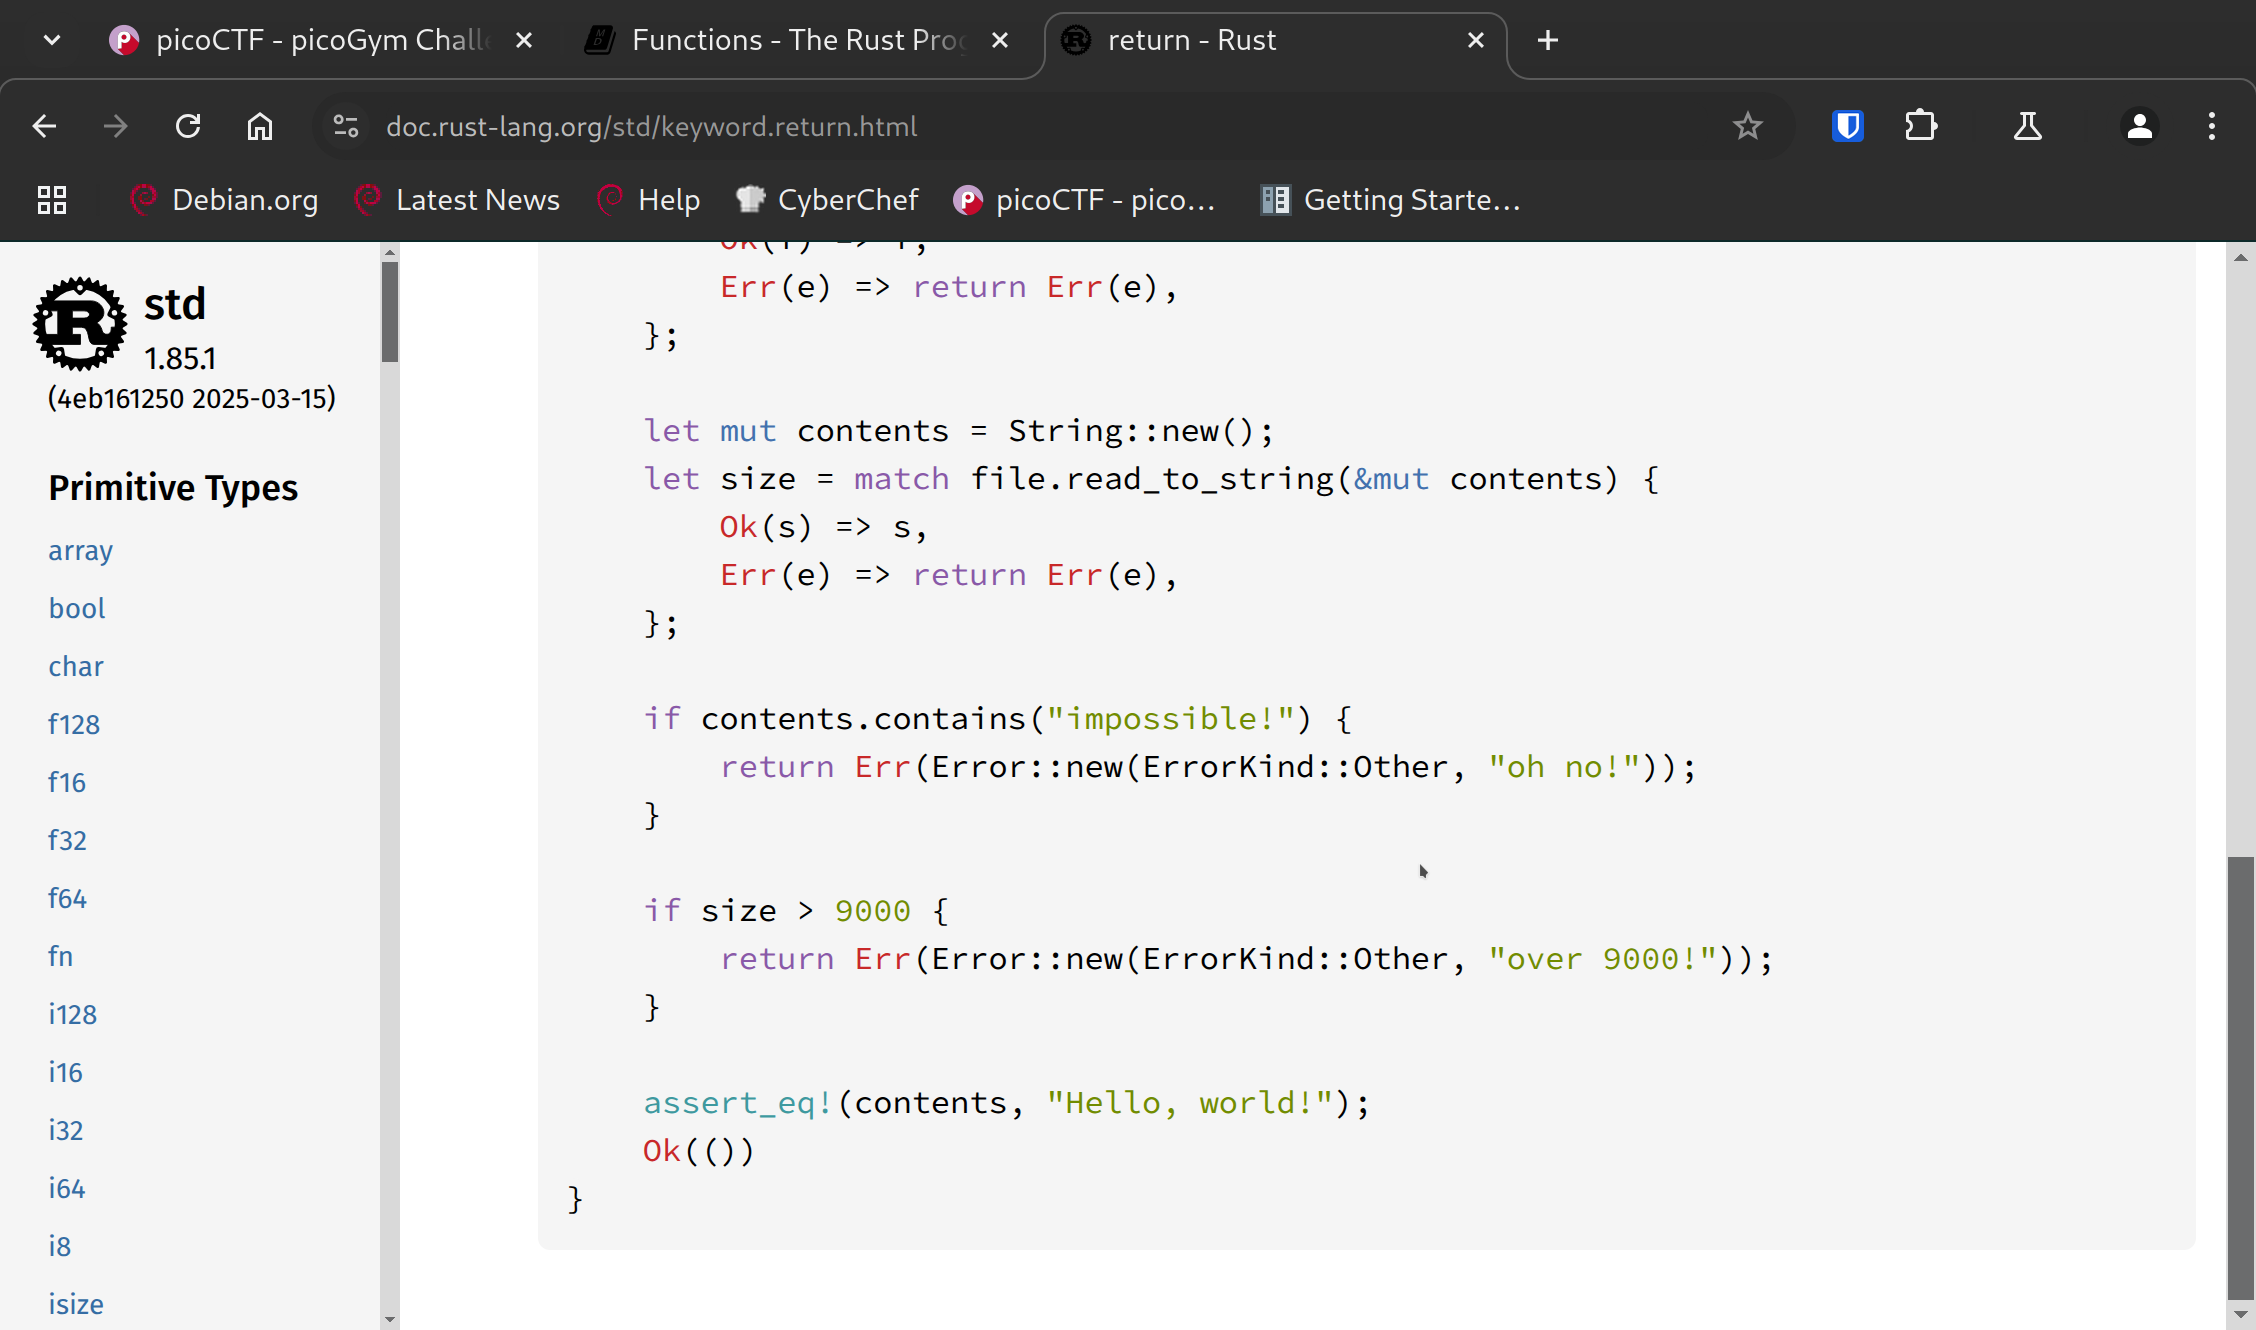 picoCTF - picoGym Challe
Functions - The Rust Prog
return - Rust
doc.rust-lang.org/std/keyword.return.html
Debian.org
Latest News
Help
CyberChef
picoCTF - pico...
Getting Starte...
std
1.85.1
(4eb161250 2025-03-15)
Primitive Types
array
bool
char
f128
f16
f32
f64
fn
i128
i16
i32
i64
i8
isize
Ok(f) => f,
Err(e) => return Err(e),
};
let mut contents = String::new();
let size = match file.read_to_string(&mut contents) {
Ok(s) => s,
Err(e) => return Err(e),
};
if contents.contains("impossible!") {
return Err(Error::new(ErrorKind::Other, "oh no!"));
}
if size > 9000 {
return Err(Error::new(ErrorKind::Other, "over 9000!"));
}
assert_eq!(contents, "Hello, world!");
Ok(())
}